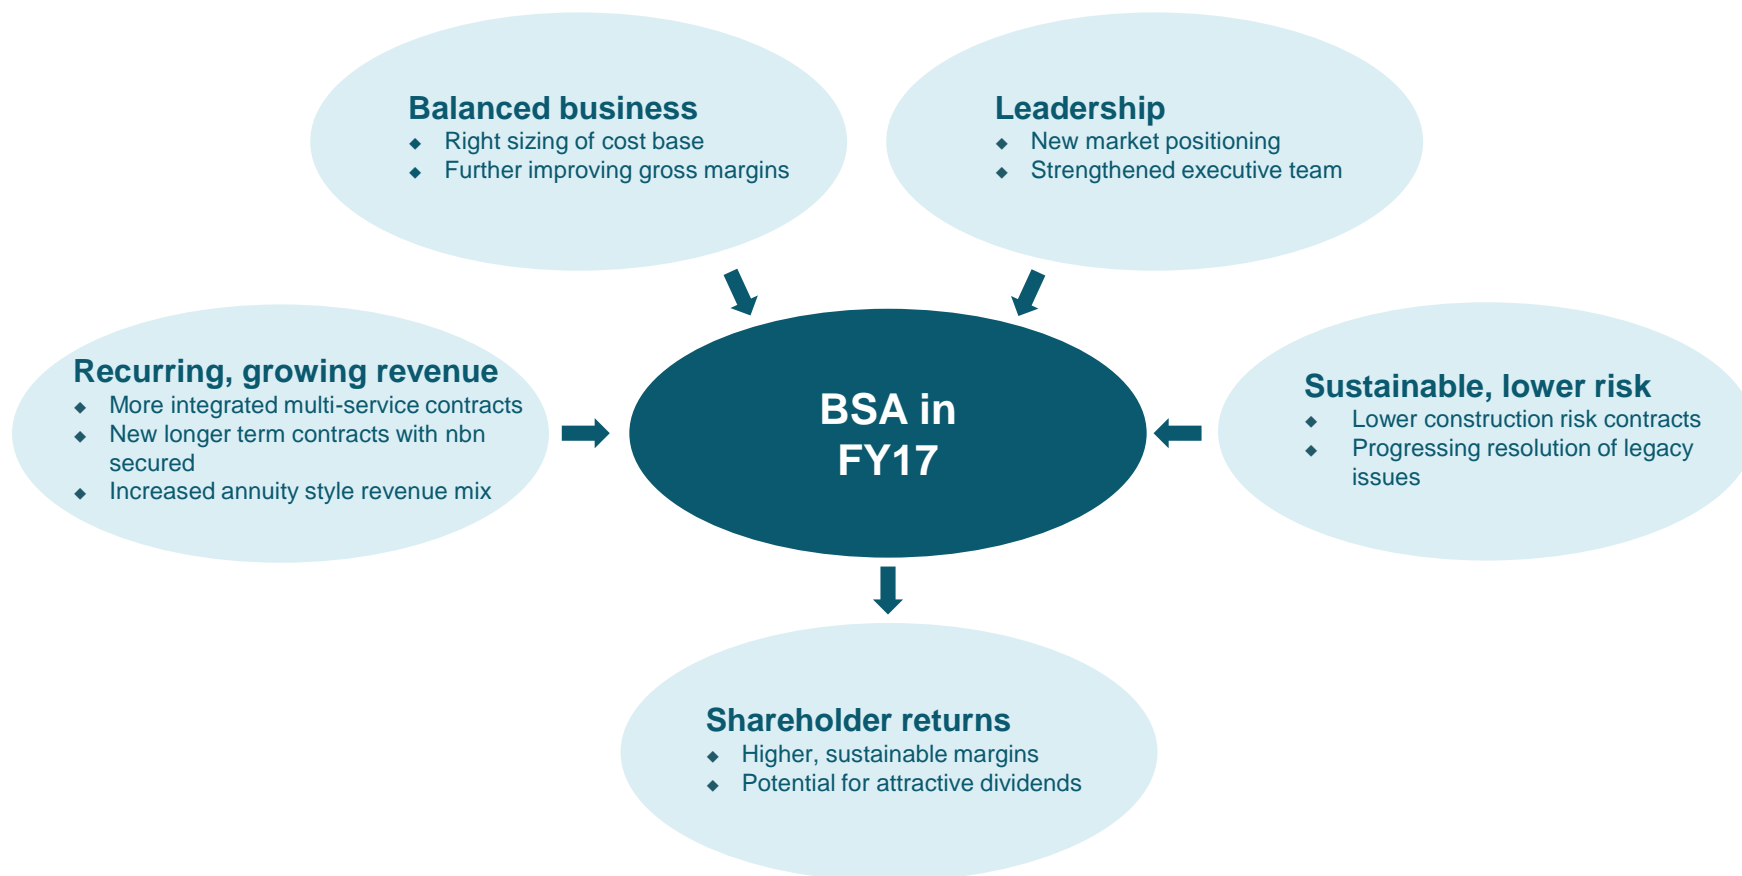 Balanced business
◆ Right sizing of cost base
◆ Further improving gross margins
Leadership
◆ New market positioning
◆ Strengthened executive team
Recurring, growing revenue
◆ More integrated multi-service contracts
◆ New longer term contracts with nbn
secured
◆ Increased annuity style revenue mix
BSA in
FY17
Sustainable, lower risk
◆ Lower construction risk contracts
◆ Progressing resolution of legacy
issues
Shareholder returns
◆ Higher, sustainable margins
◆ Potential for attractive dividends